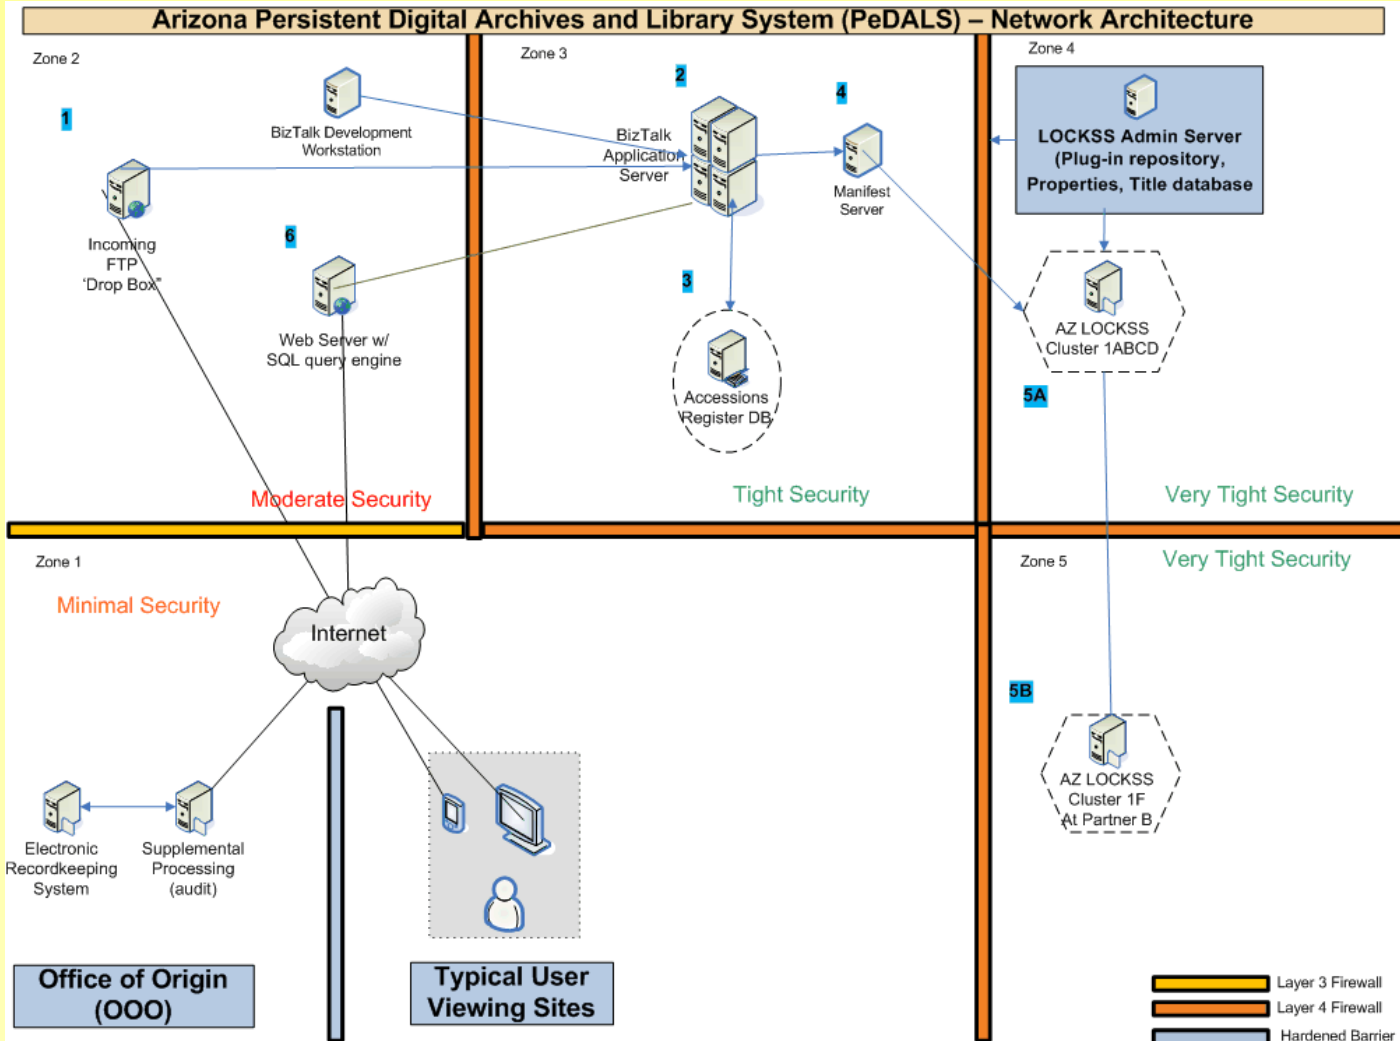 Arizona Persistent Digital Archives and Library System (PeDALS) – Network Architecture
Zone 2
Zone 3
Zone 4
1
BizTalk Development
Workstation
2
BizTalk
Application
Server
4
Manifest
Server
LOCKSS Admin Server
(Plug-in repository,
Properties, Title database
Incoming
FTP
'Drop Box"
6
Web Server w/
SQL query engine
3
Accessions
Register DB
AZ LOCKSS
Cluster 1ABCD
5A
Moderate Security
Tight Security
Very Tight Security
Zone 1
Minimal Security
Internet
Zone 5
Very Tight Security
5B
AZ LOCKSS
Cluster 1F
At Partner B
Electronic
Recordkeeping
System
Supplemental
Processing
(audit)
Office of Origin
(OOO)
Typical User
Viewing Sites
Layer 3 Firewall
Layer 4 Firewall
Hardened Barrier